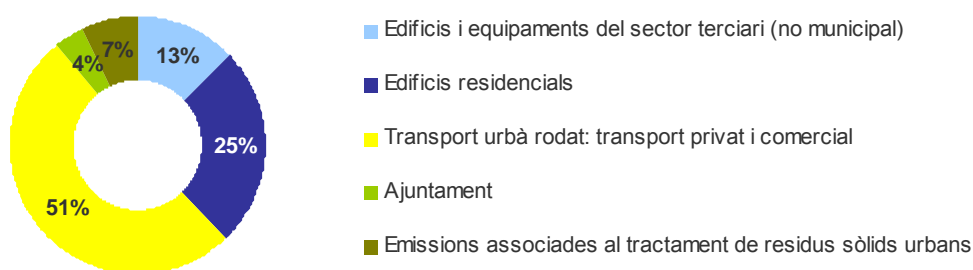 7%
13%
4%
25%
51%
Edificis i equipaments del sector terciari (no municipal)
Edificis residencials
Transport urbà rodat: transport privat i comercial
Ajuntament
Emissions associades al tractament de residus sòlids urbans